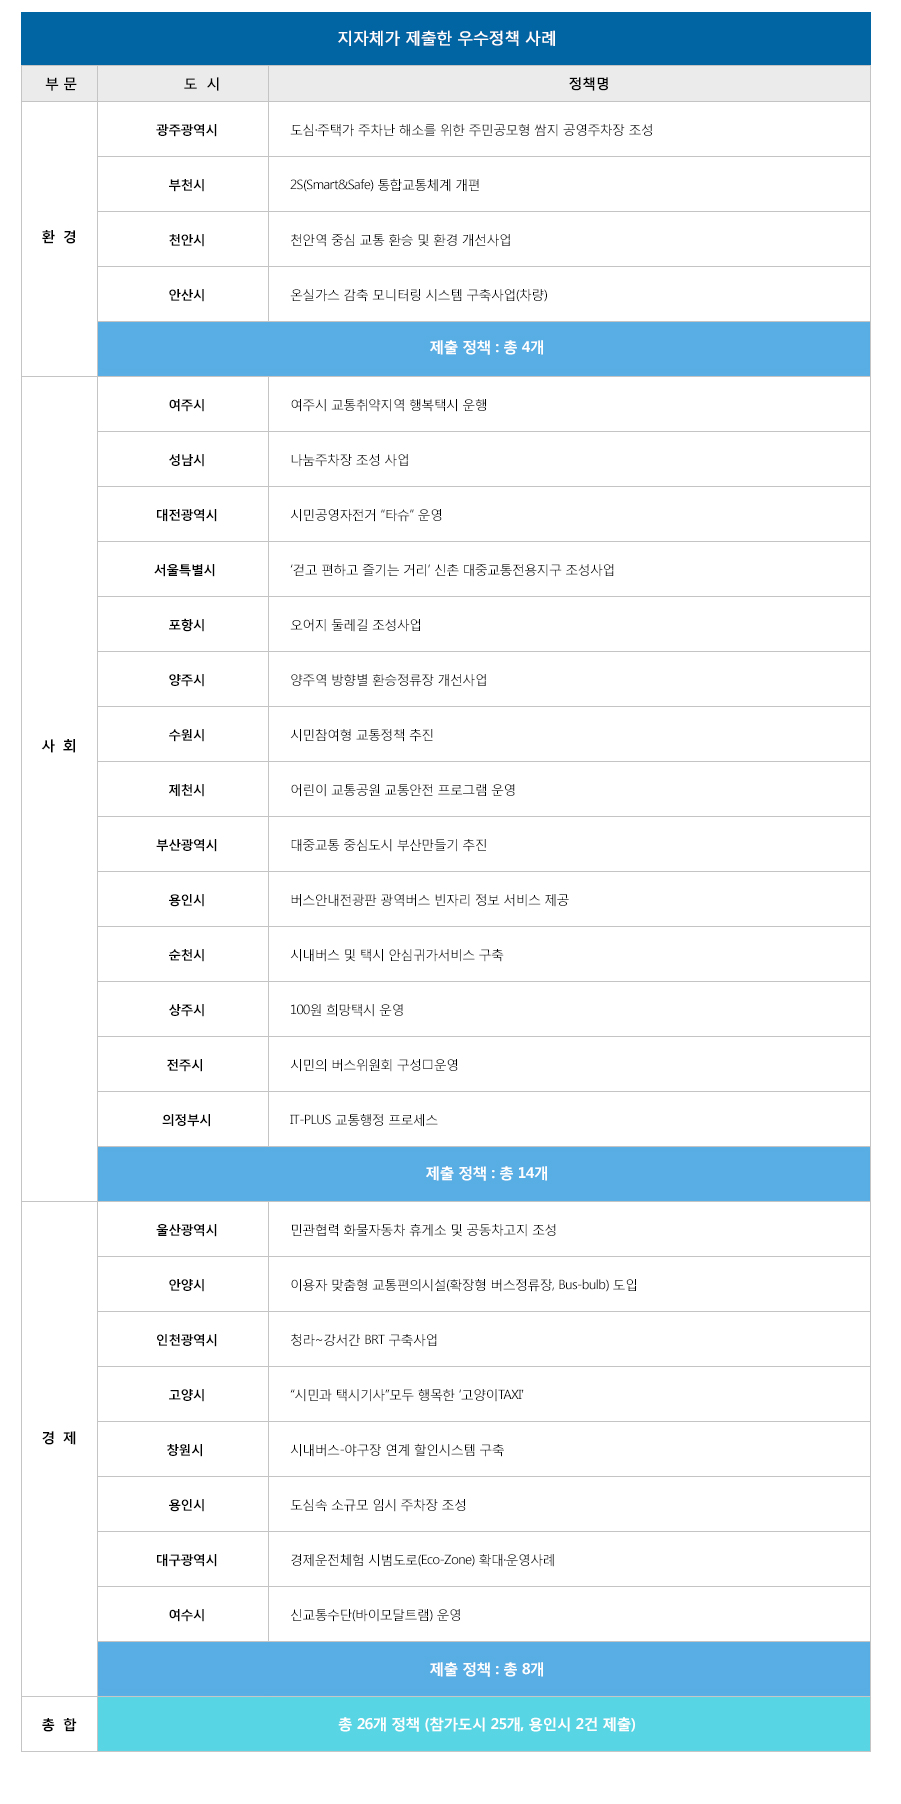 지자체가 제출한 우수정책 사례
부 문 도 시 정책명
환 경
광주광역시 도심·주택가 주차난 해소를 위한 주민공모형 쌈지 공영주차장 조성
부천시 2S(Smart&Safe) 통합교통체계 개편
천안시 천안역 중심 교통 환승 및 환경 개선사업
안산시 온실가스 감축 모니터링 시스템 구축사업(차량)
제출 정책 : 총 4개
사 회
여주시 여주시 교통취약지역 행복택시 운행
성남시 나눔주차장 조성 사업
대전광역시 시민공영자전거 “타슈” 운영
서울특별시 ‘걷고 편하고 즐기는 거리’ 신촌 대중교통전용지구 조성사업
포항시 오어지 둘레길 조성사업
양주시 양주역 방향별 환승정류장 개선사업
수원시 시민참여형 교통정책 추진
제천시 어린이 교통공원 교통안전 프로그램 운영
부산광역시 대중교통 중심도시 부산만들기 추진
용인시 버스안내전광판 광역버스 빈자리 정보 서비스 제공
순천시 시내버스 및 택시 안심귀가서비스 구축
상주시 100원 희망택시 운영
전주시 시민의 버스위원회 구성□운영
의정부시 IT-PLUS 교통행정 프로세스
제출 정책 : 총 14개
경 제
울산광역시 민관협력 화물자동차 휴게소 및 공동차고지 조성
안양시 이용자 맞춤형 교통편의시설(확장형 버스정류장, Bus-bulb) 도입
인천광역시 청라~강서간 BRT 구축사업
고양시 “시민과 택시기사”모두 행목한 ‘고양이TAXI’
창원시 시내버스-야구장 연계 할인시스템 구축
용인시 도심속 소규모 임시 주차장 조성
대구광역시 경제운전체험 시범도로(Eco-Zone) 확대·운영사례
여수시 신교통수단(바이모달트램) 운영
제출 정책 : 총 8개
총 합 총 26개 정책 (참가도시 25개, 용인시 2건 제출)